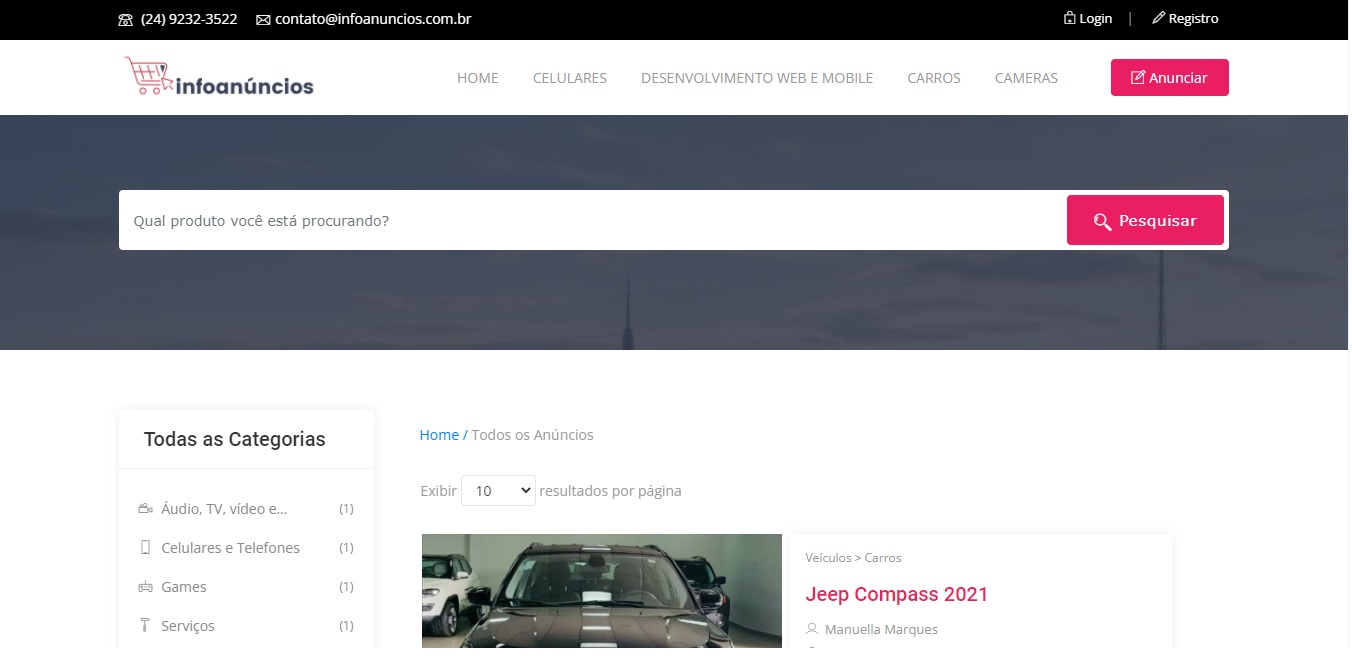 (24) 9232-3522 contato@infoanuncios.com.br Login | Registro
infoanúncios HOME CELULARES DESENVOLVIMENTO WEB E MOBILE CARROS CAMERAS Anunciar
Qual produto você está procurando? Pesquisar
Todas as Categorias
Áudio, TV, vídeo e... (1)
Celulares e Telefones (1)
Games (1)
Serviços (1)
Home / Todos os Anúncios
Exibir 10 resultados por página
Veículos > Carros
Jeep Compass 2021
Manuella Marques